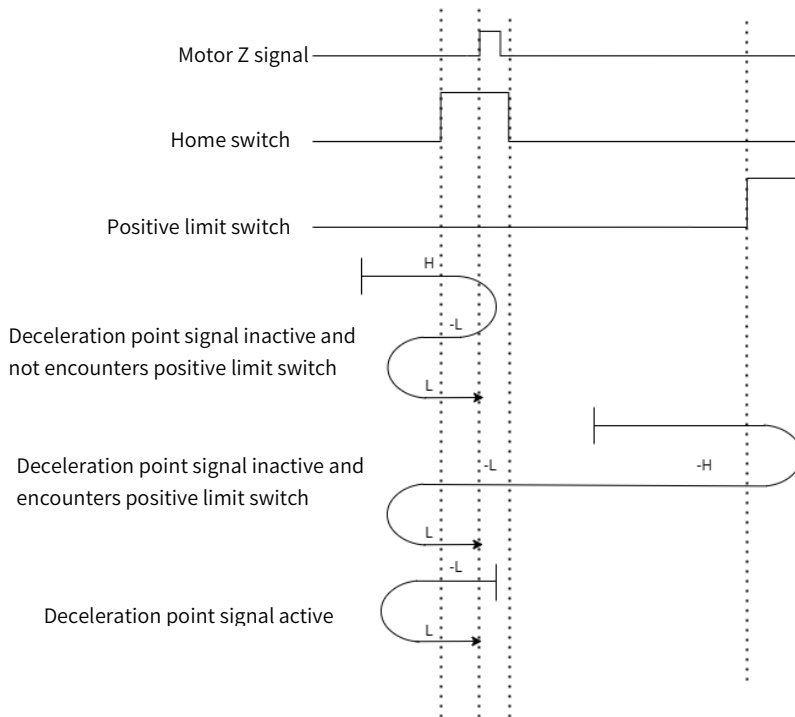 Motor Z signal
Home switch
Positive limit switch
H
-L
Deceleration point signal inactive and
not encounters positive limit switch
L
Deceleration point signal inactive and
encounters positive limit switch
-L
-H
L
-L
Deceleration point signal active
L